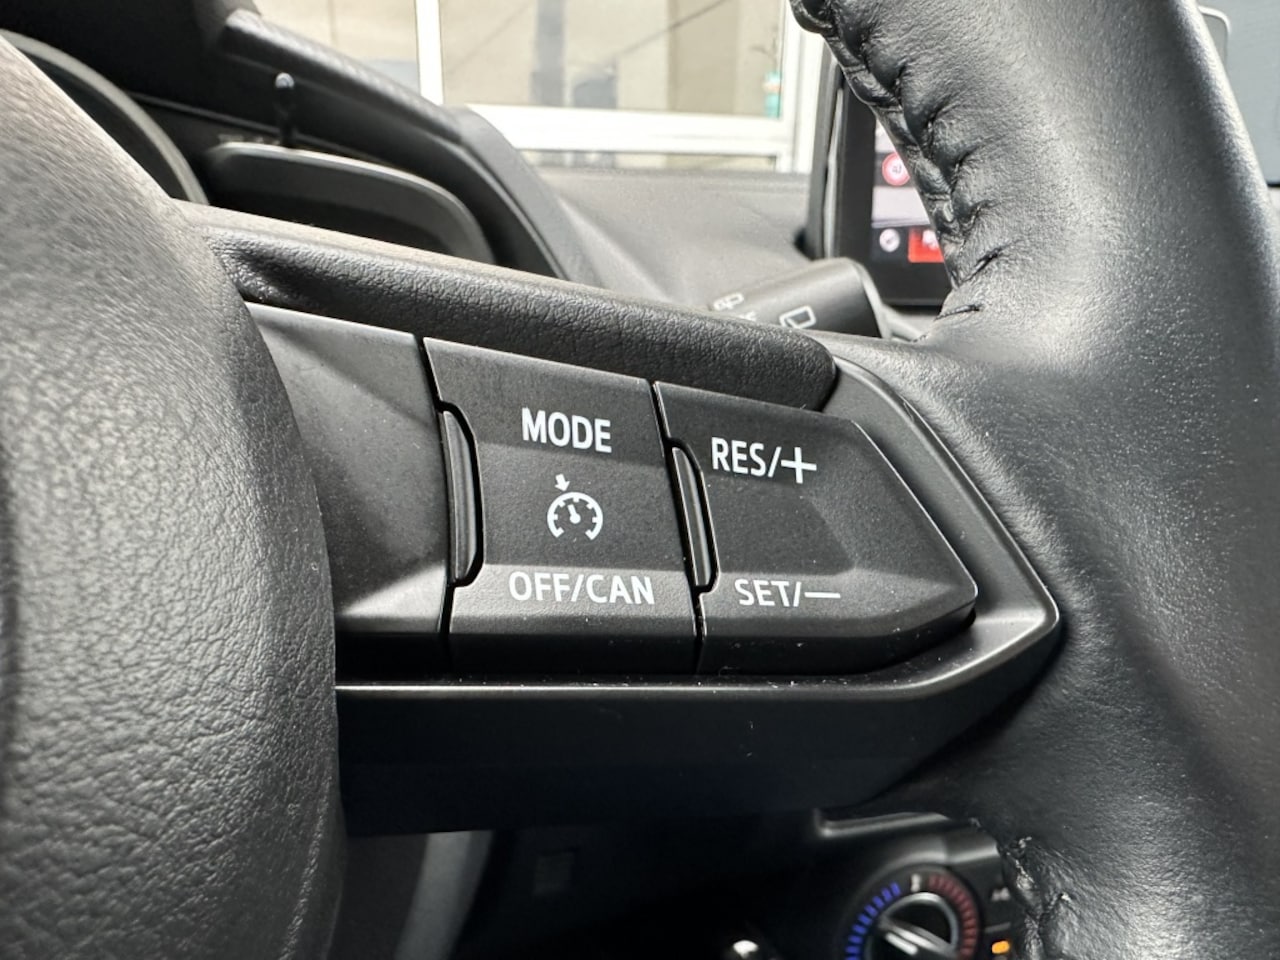 MODE
RES/+
OFF/CAN
SET/—